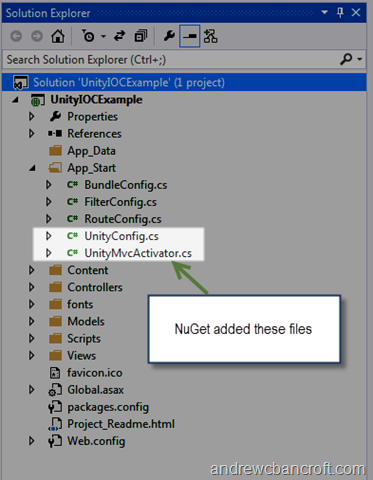 Solution Explorer
Search Solution Explorer (Ctrl+;)
Solution 'UnityIOCExample' (1 project)
UnityIOCExample
Properties
References
App_Data
App_Start
BundleConfig.cs
FilterConfig.cs
RouteConfig.cs
UnityConfig.cs
UnityMvcActivator.cs
Content
Controllers
fonts
Models
Scripts
Views
favicon.ico
Global.asax
packages.config
Project_Readme.html
Web.config
NuGet added these files
andrewcbancroft.com